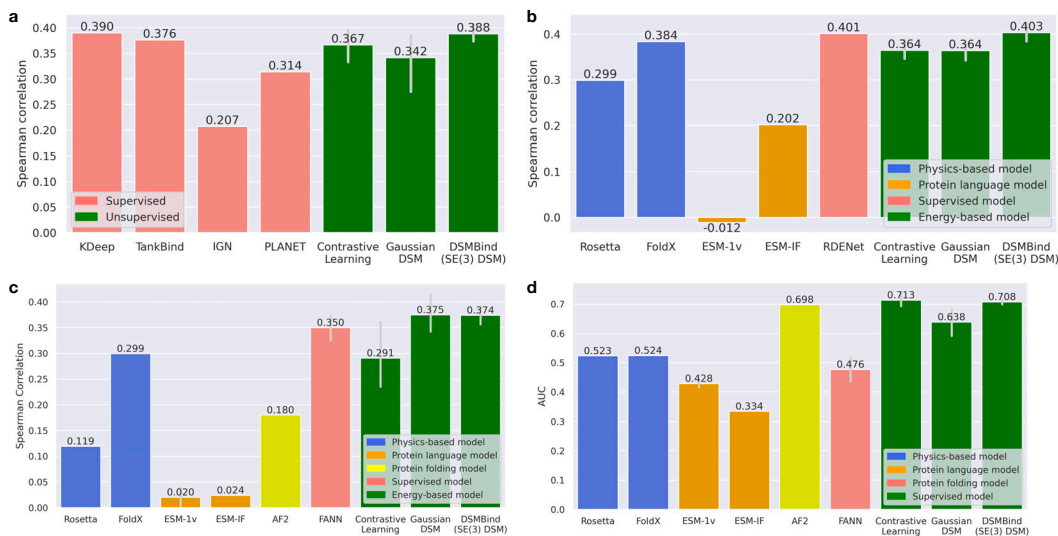 a
Spearman correlation
0.40
0.35
0.30
0.25
0.20
0.15
0.10
0.05
0.00
0.390
0.376
0.207
0.314
0.367
0.342
0.388
Supervised
Unsupervised
KDeep TankBind IGN PLANET Contrastive Learning Gaussian DSM DSMBind (SE(3) DSM)
b
Spearman correlation
0.4
0.3
0.2
0.1
0.0
0.299
0.384
-0.012
0.202
0.401
0.364
0.364
0.403
Physics-based model
Protein language model
Supervised model
Energy-based model
Rosetta FoldX ESM-1v ESM-IF RDENet Contrastive Learning Gaussian DSM DSMBind (SE(3) DSM)
c
Spearman Correlation
0.40
0.35
0.30
0.25
0.20
0.15
0.10
0.05
0.00
0.119
0.299
0.020
0.024
0.180
0.350
0.291
0.375
0.374
Physics-based model
Protein language model
Protein folding model
Supervised model
Energy-based model
Rosetta FoldX ESM-1v ESM-IF AF2 FANN Contrastive Learning Gaussian DSM DSMBind (SE(3) DSM)
d
AUC
0.7
0.6
0.5
0.4
0.3
0.2
0.1
0.0
0.523
0.524
0.428
0.334
0.698
0.476
0.713
0.638
0.708
Physics-based model
Protein language model
Protein folding model
Supervised model
Rosetta FoldX ESM-1v ESM-IF AF2 FANN Contrastive Learning Gaussian DSM DSMBind (SE(3) DSM)